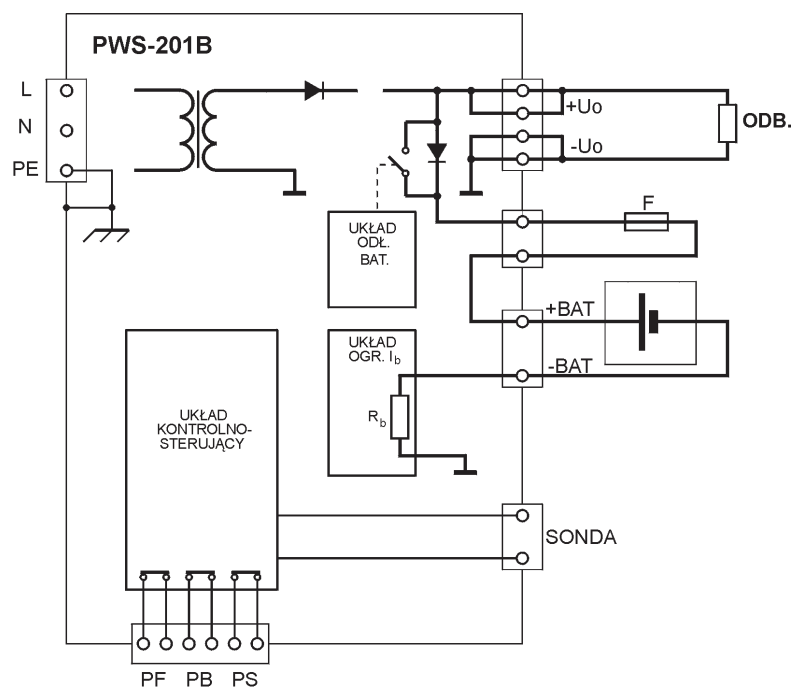 PWS-201B
L
N
PE
+Uo
-Uo
ODB.
F
UKŁAD
ODŁ.
BAT.
+BAT
-BAT
UKŁAD
OGR. Ib
Rb
UKŁAD
KONTROLNO-
STERUJĄCY
SONDA
PF PB PS